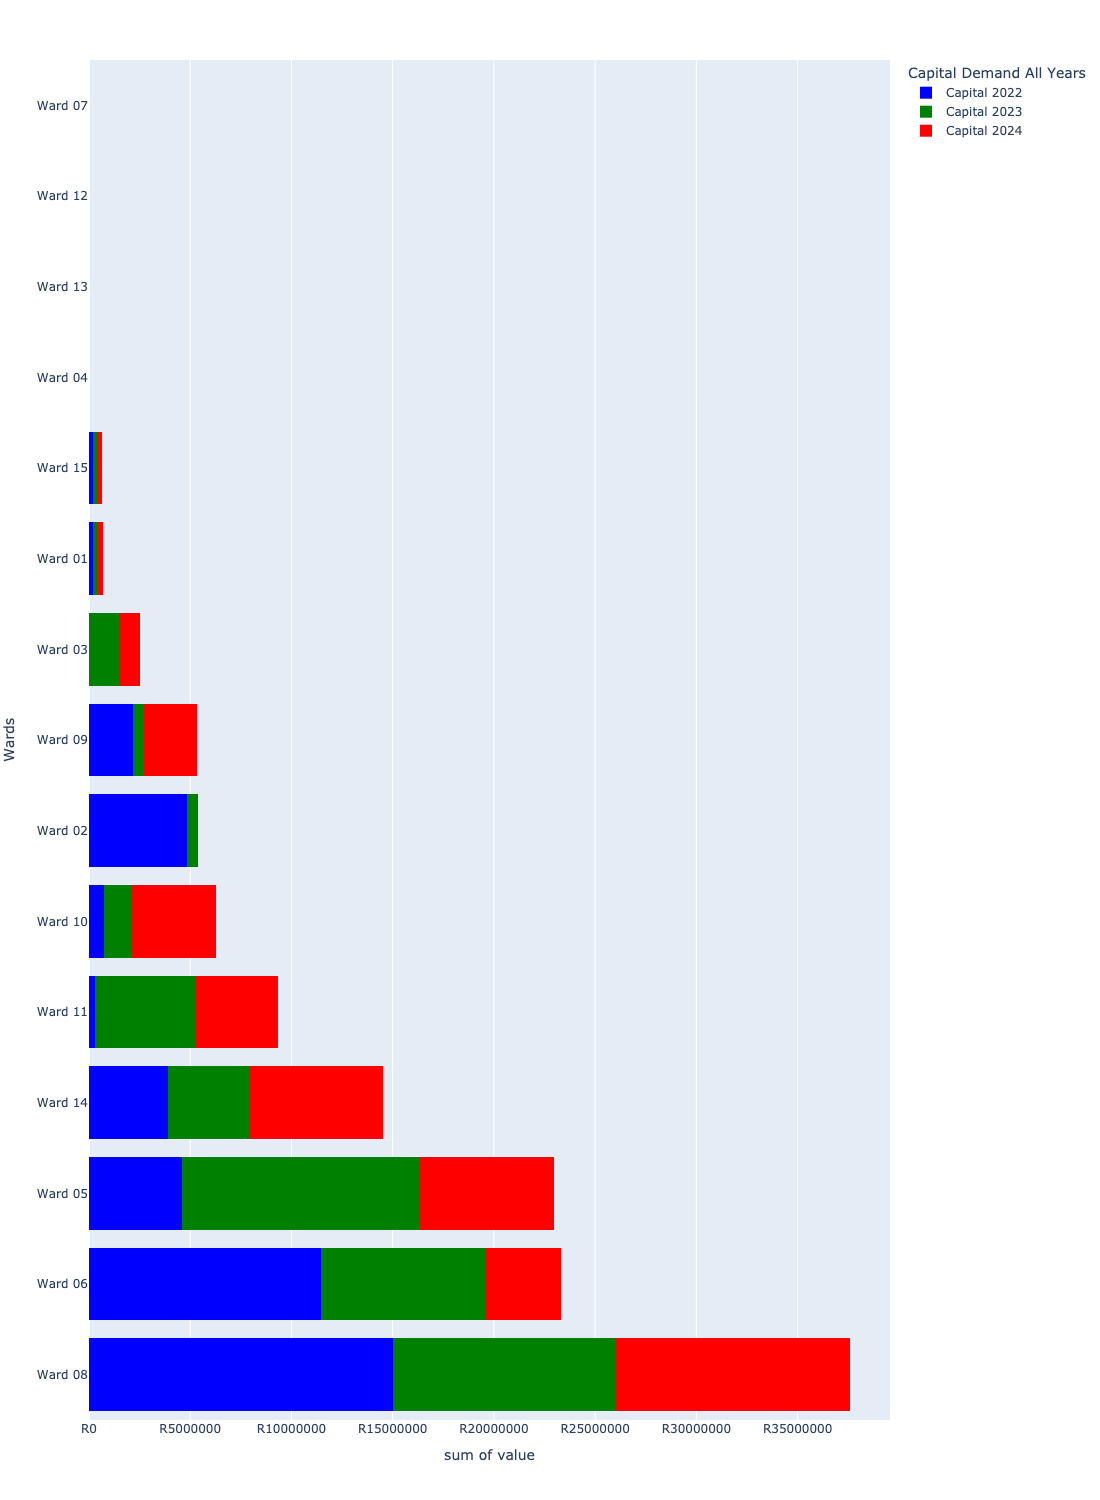 Capital Demand All Years
Capital 2022
Capital 2023
Capital 2024
Wards
Ward 07
Ward 12
Ward 13
Ward 04
Ward 15
Ward 01
Ward 03
Ward 09
Ward 02
Ward 10
Ward 11
Ward 14
Ward 05
Ward 06
Ward 08
R0 R5000000 R10000000 R15000000 R20000000 R25000000 R30000000 R35000000
sum of value